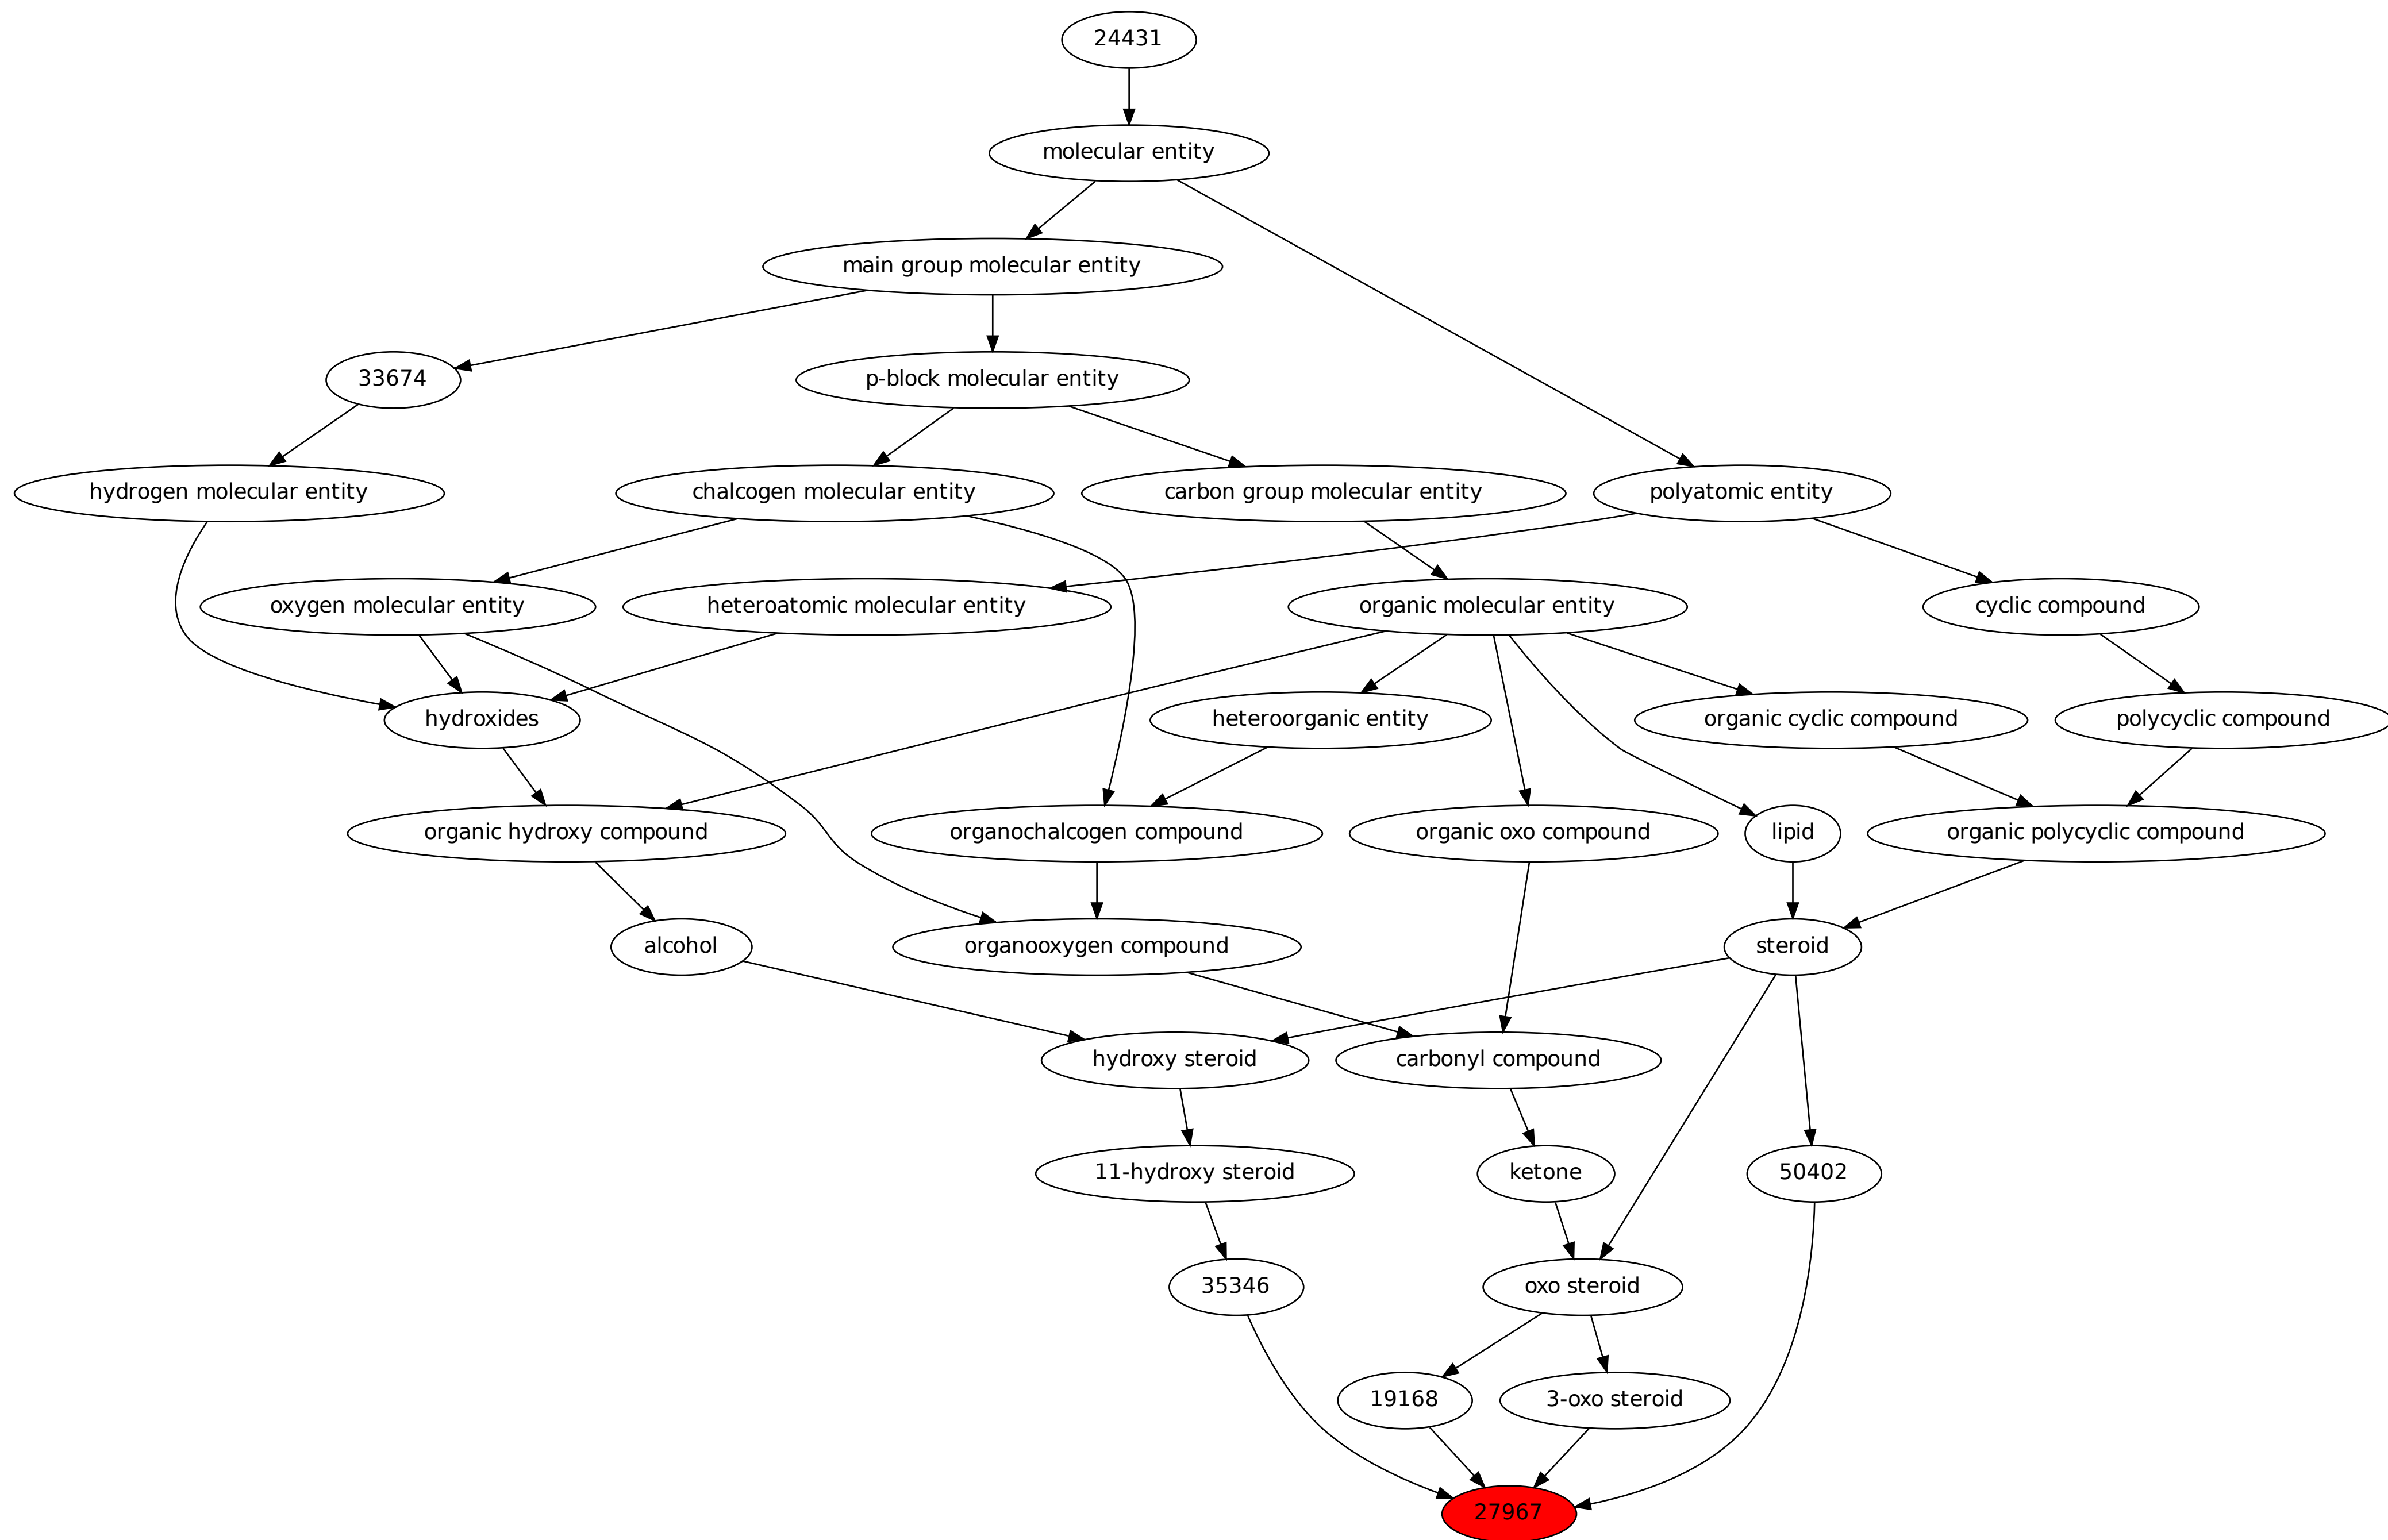 24431
molecular entity
main group molecular entity
33674
p-block molecular entity
hydrogen molecular entity
chalcogen molecular entity
carbon group molecular entity
polyatomic entity
oxygen molecular entity
heteroatomic molecular entity
organic molecular entity
cyclic compound
hydroxides
heteroorganic entity
organic cyclic compound
polycyclic compound
organic hydroxy compound
organochalcogen compound
organic oxo compound
lipid
organic polycyclic compound
alcohol
organooxygen compound
steroid
hydroxy steroid
carbonyl compound
11-hydroxy steroid
ketone
50402
35346
oxo steroid
19168
3-oxo steroid
27967